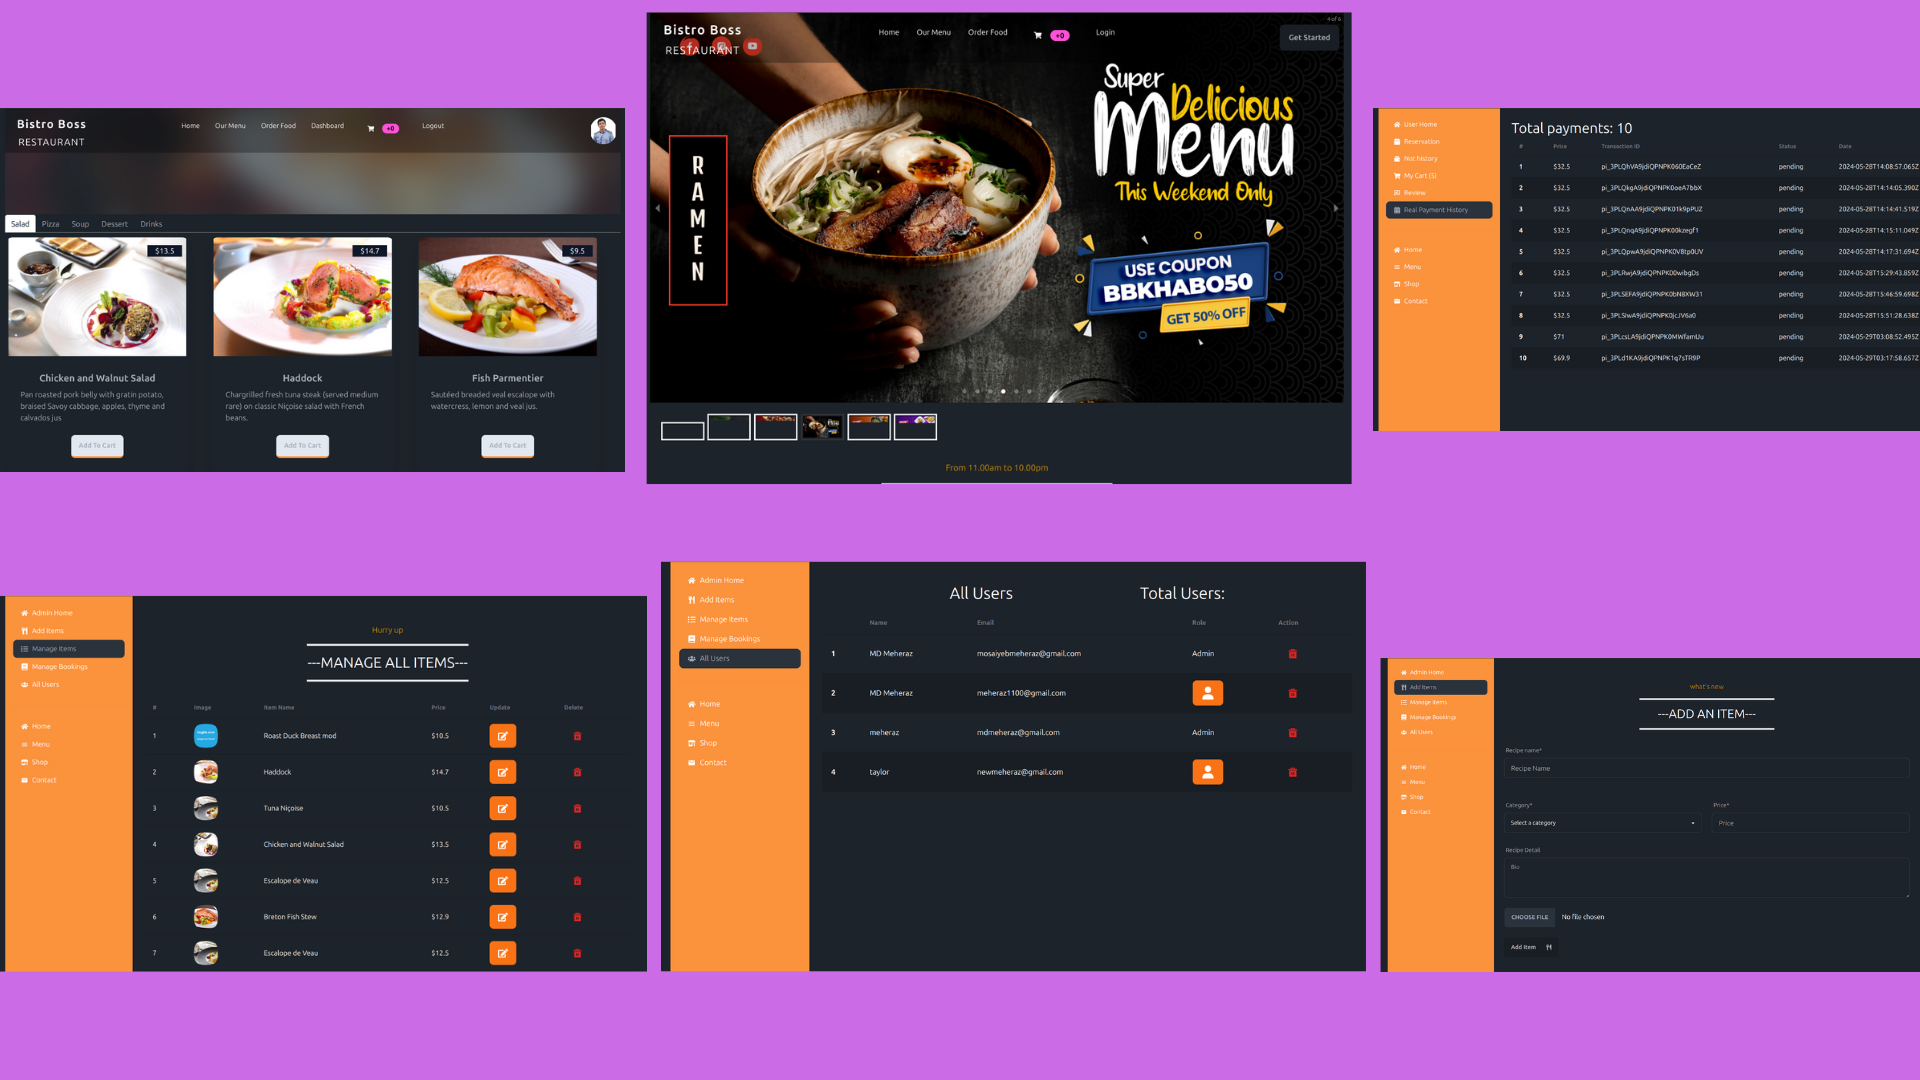 Bistro Boss
RESTAURANT
Home Our Menu Order Food Dashboard +0 Logout
Salad Pizza Soup Dessert Drinks
$13.5
Chicken and Walnut Salad
Pan roasted pork belly with gratin potato,
braised Savoy cabbage, apples, thyme and
calvados jus
Add To Cart
$14.7
Haddock
Chargrilled fresh tuna steak (served medium
rare) on classic Niçoise salad with French
beans.
Add To Cart
$9.5
Fish Parmentier
Sautéed breaded veal escalope with
watercress, lemon and veal jus.
Add To Cart
Bistro Boss
RESTAURANT
Home Our Menu Order Food +0 Login
4 of 6
Get Started
RAMEN
Super
Delicious
Menu
This Weekend Only
USE COUPON
BBKHABO50
GET 50% OFF
From 11.00am to 10.00pm
User Home
Reservation
Not history
My Cart (5)
Review
Real Payment History
Home
Menu
Shop
Contact
Total payments: 10
# Price Transaction ID Status Date
1 $32.5 pi_3PLQhVA9jdiQPNPK060EaCeZ pending 2024-05-28T14:08:57.065Z
2 $32.5 pi_3PLQkgA9jdiQPNPK0oeA7bbX pending 2024-05-28T14:14:05.390Z
3 $32.5 pi_3PLQnAA9jdiQPNPK01k9pPUZ pending 2024-05-28T14:14:41.519Z
4 $32.5 pi_3PLQnqA9jdiQPNPK00kzegf1 pending 2024-05-28T14:15:11.049Z
5 $32.5 pi_3PLQpwA9jdiQPNPK0V8tp0UV pending 2024-05-28T14:17:31.694Z
6 $32.5 pi_3PLRwjA9jdiQPNPK00wibgDs pending 2024-05-28T15:29:43.859Z
7 $32.5 pi_3PLSEFA9jdiQPNPK0bN8XW31 pending 2024-05-28T15:46:59.698Z
8 $32.5 pi_3PLSIwA9jdiQPNPK0jcJV6a0 pending 2024-05-28T15:51:28.638Z
9 $71 pi_3PLcsLA9jdiQPNPK0MWfamUu pending 2024-05-29T03:08:52.495Z
10 $69.9 pi_3PLd1KA9jdiQPNPK1q7sTR9P pending 2024-05-29T03:17:58.657Z
Admin Home
Add Items
Manage Items
Manage Bookings
All Users
Home
Menu
Shop
Contact
Hurry up
---MANAGE ALL ITEMS---
# Image Item Name Price Update Delete
1 Roast Duck Breast mod $10.5
2 Haddock $14.7
3 Tuna Niçoise $10.5
4 Chicken and Walnut Salad $13.5
5 Escalope de Veau $12.5
6 Breton Fish Stew $12.9
7 Escalope de Veau $12.5
Admin Home
Add Items
Manage Items
Manage Bookings
All Users
Home
Menu
Shop
Contact
All Users Total Users:
Name Email Role Action
1 MD Meheraz mosaiyebmeheraz@gmail.com Admin
2 MD Meheraz meheraz1100@gmail.com
3 meheraz mdmeheraz@gmail.com Admin
4 taylor newmeheraz@gmail.com
Admin Home
Add Items
Manage Items
Manage Bookings
All Users
Home
Menu
Shop
Contact
what's new
---ADD AN ITEM---
Recipe name*
Recipe Name
Category* Price*
Select a category Price
Recipe Detail
Bio
CHOOSE FILE No file chosen
Add Item